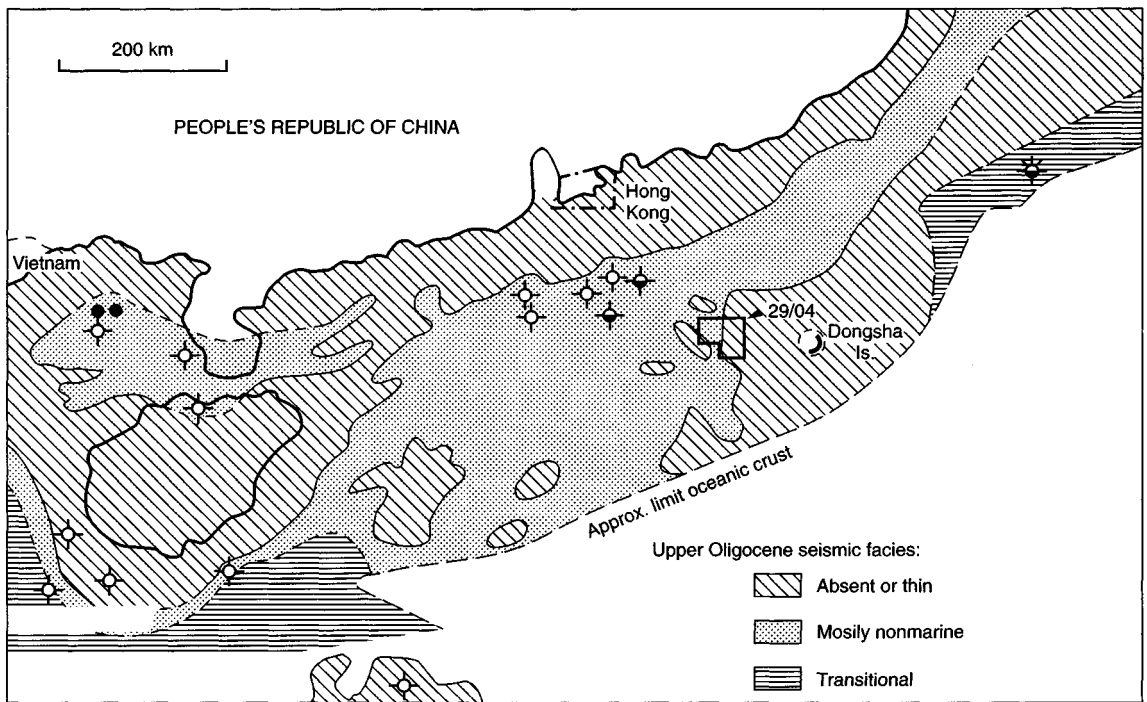 200 km
PEOPLE'S REPUBLIC OF CHINA
Hong
Kong
Vietnam
29/04
Dongsha
Is.
Approx. limit oceanic crust
Upper Oligocene seismic facies:
Absent or thin
Mosily nonmarine
Transitional